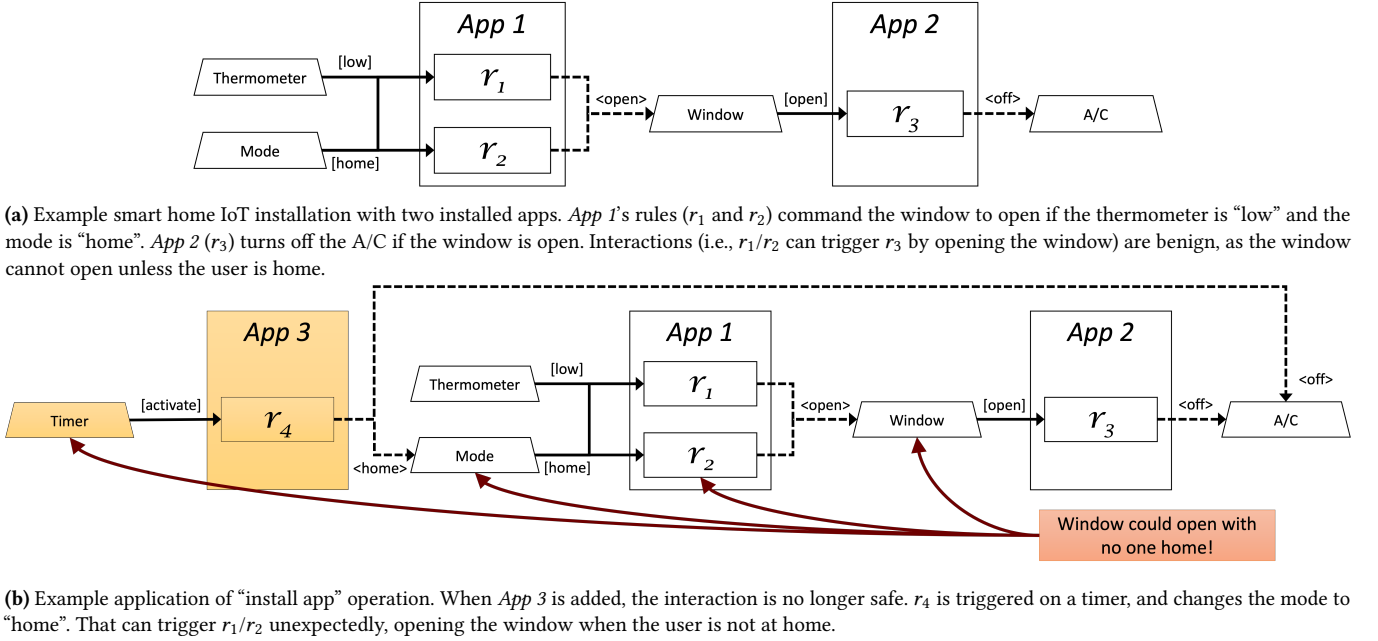 App 1
App 2
[low]
Thermometer
r1
<open>
[open]
<off>
Window
r3
A/C
Mode
r2
[home]
(a) Example smart home IoT installation with two installed apps. App 1’s rules (r1 and r2) command the window to open if the thermometer is “low” and the
mode is “home”. App 2 (r3) turns off the A/C if the window is open. Interactions (i.e., r1/r2 can trigger r3 by opening the window) are benign, as the window
cannot open unless the user is home.
App 3
App 1
App 2
[low]
Thermometer
r1
<off>
[activate]
<open>
[open]
<off>
Timer
r4
Window
r3
A/C
Mode
r2
<home>
[home]
Window could open with
no one home!
(b) Example application of “install app” operation. When App 3 is added, the interaction is no longer safe. r4 is triggered on a timer, and changes the mode to
“home”. That can trigger r1/r2 unexpectedly, opening the window when the user is not at home.